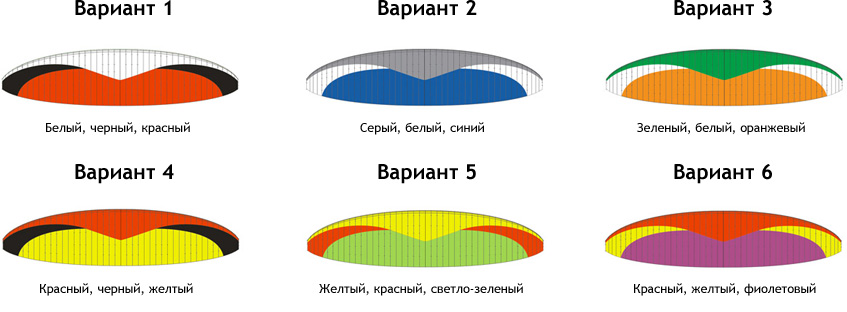 Вариант 1
Вариант 2
Вариант 3
Белый, черный, красный
Серый, белый, синий
Зеленый, белый, оранжевый
Вариант 4
Вариант 5
Вариант 6
Красный, черный, желтый
Желтый, красный, светло-зеленый
Красный, желтый, фиолетовый